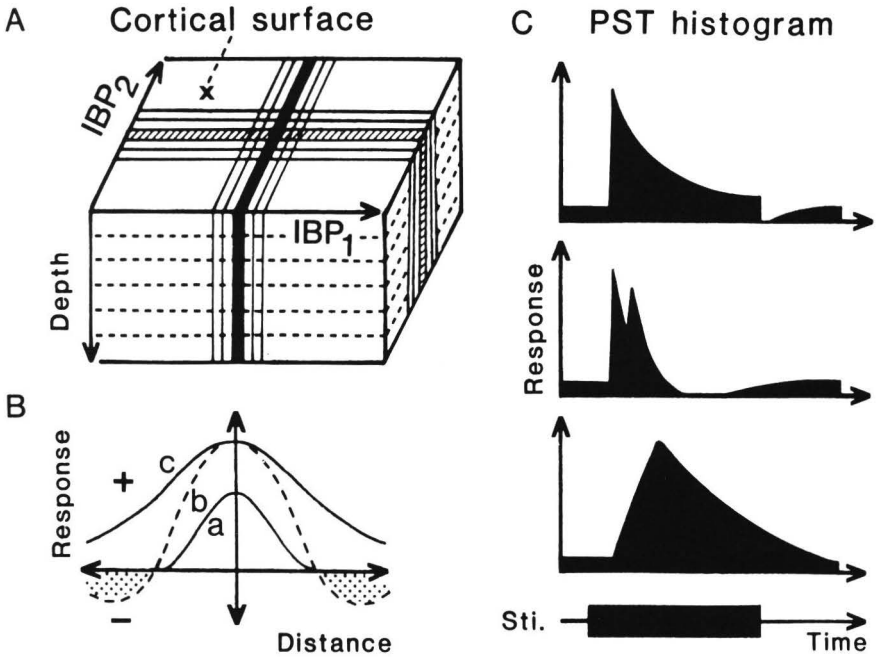 A
Cortical surface
x
IBP2
IBP1
Depth
B
Response
+
c
b
a
−
Distance
C
PST histogram
Response
Sti.
Time